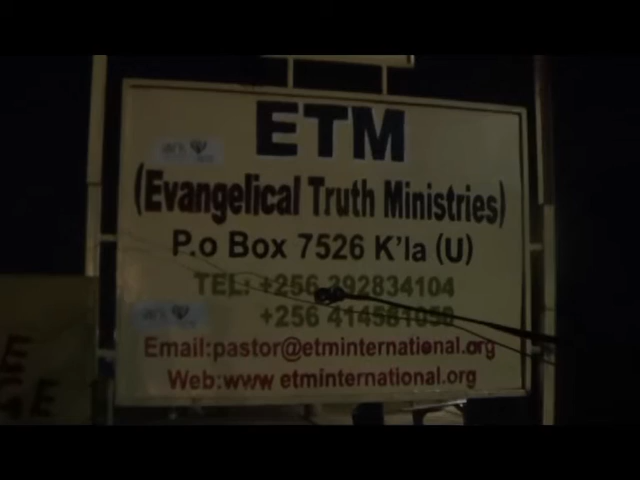 ETM
(Evangelical Truth Ministries)
P.o Box 7526 K'la (U)
TEL: +256 392834104
+256 414581050
Email:pastor@etminternational.org
Web:www etminternational.org